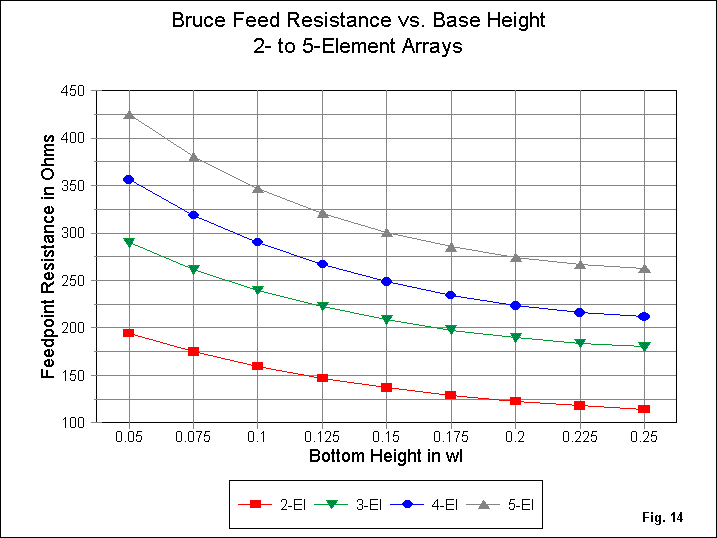 Bruce Feed Resistance vs. Base Height
2- to 5-Element Arrays
Feedpoint Resistance in Ohms
450
400
350
300
250
200
150
100
0.05 0.075 0.1 0.125 0.15 0.175 0.2 0.225 0.25
Bottom Height in wl
2-El 3-El 4-El 5-El
Fig. 14